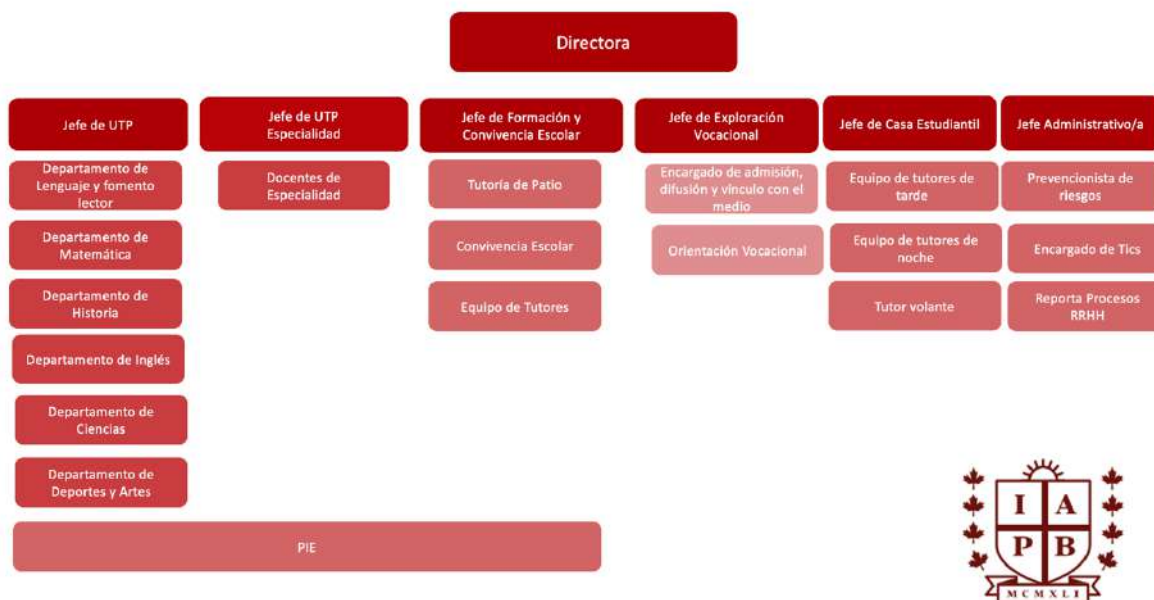 Directora
Jefe de UTP
Jefe de UTP
Especialidad
Jefe de Formación y
Convivencia Escolar
Jefe de Exploración
Vocacional
Jefe de Casa Estudiantil
Jefe Administrativo/a
Departamento de
Lenguaje y fomento
lector
Docentes de
Especialidad
Tutoría de Patio
Encargado de admisión,
difusión y vínculo con el
medio
Equipo de tutores de
tarde
Prevencionista de
riesgos
Departamento de
Matemática
Convivencia Escolar
Orientación Vocacional
Equipo de tutores de
noche
Encargado de Tics
Departamento de
Historia
Equipo de Tutores
Tutor volante
Reporta Procesos
RRHH
Departamento de Inglés
Departamento de
Ciencias
Departamento de
Deportes y Artes
PIE
I A
P B
MCMXLI